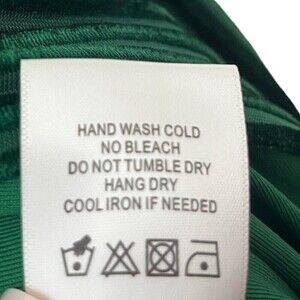 HAND WASH COLD
NO BLEACH
DO NOT TUMBLE DRY
HANG DRY
COOL IRON IF NEEDED